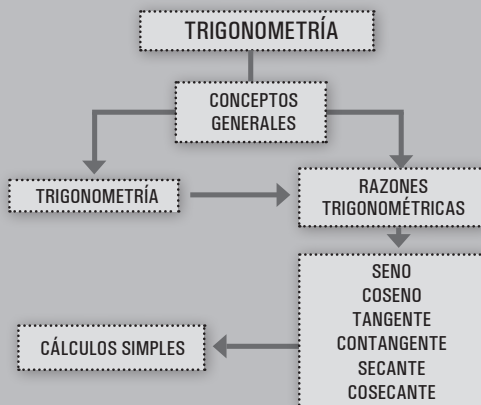 TRIGONOMETRÍA
CONCEPTOS
GENERALES
TRIGONOMETRÍA
RAZONES
TRIGONOMÉTRICAS
SENO
COSENO
TANGENTE
CONTANGENTE
SECANTE
COSECANTE
CÁLCULOS SIMPLES